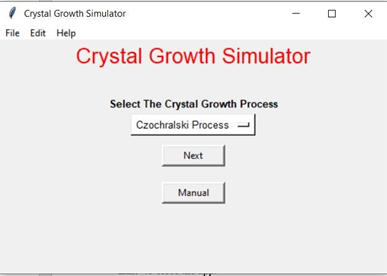 Crystal Growth Simulator
File Edit Help
Crystal Growth Simulator
Select The Crystal Growth Process
Czochralski Process
Next
Manual